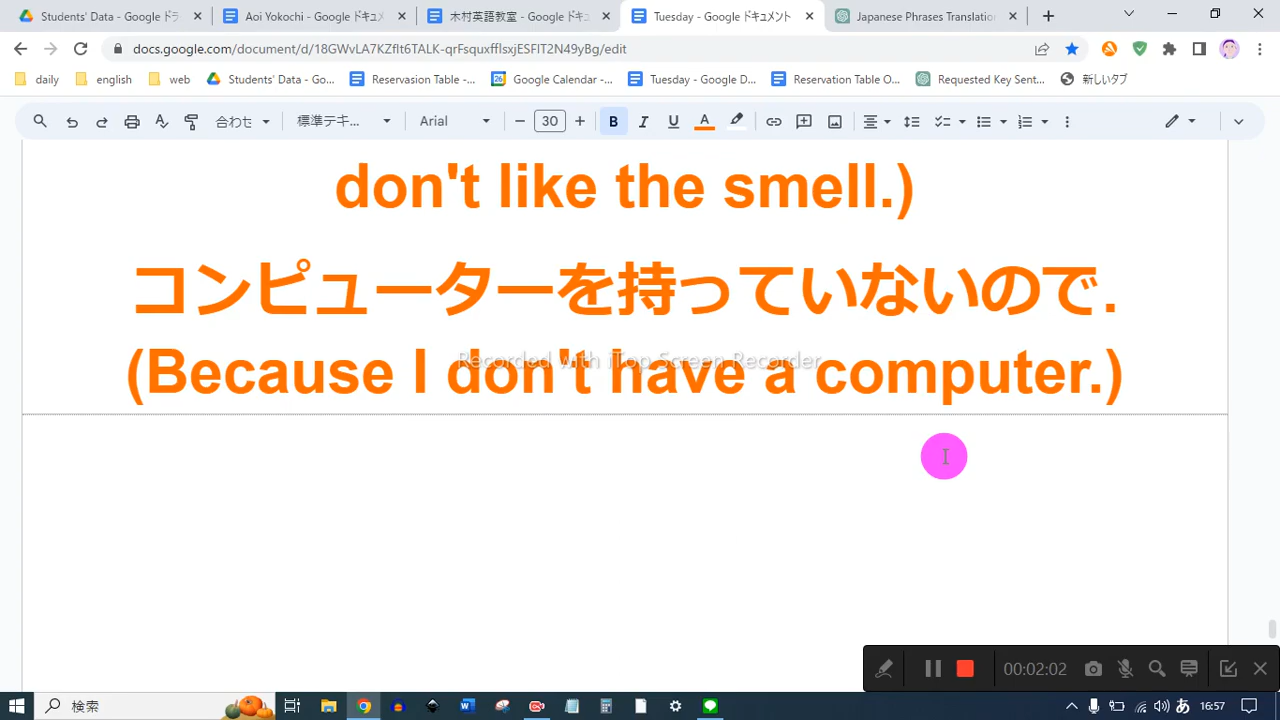 Students' Data - Google ドラ
Aoi Yokochi - Google ドキュメ
木村英語教室 - Google ドキュ
Tuesday - Google ドキュメント
Japanese Phrases Translation
docs.google.com/document/d/18GWvLA7KZflt6TALK-qrFsquxfflsxjESFIT2N49yBg/edit
daily
english
web
Students' Data - Go...
Reservasion Table -...
Google Calendar -...
Tuesday - Google D...
Reservation Table O...
Requested Key Sent...
新しいタブ
合わせ
標準テキ...
Arial
30
B
I
U
A
don't like the smell.)
コンピューターを持っていないので.
(Because I don't have a computer.)
Recorded with iTop Screen Recorder
00:02:02
検索
あ
16:57